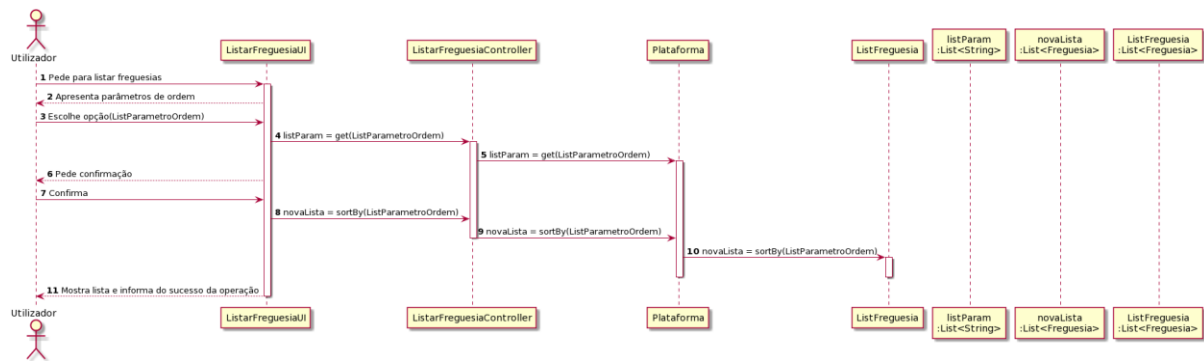 Utilizador
ListarFreguesiaUI
ListarFreguesiaController
Plataforma
ListFreguesia
listParam
:List<String>
novaLista
:List<Freguesia>
ListFreguesia
:List<Freguesia>
1 Pede para listar freguesias
2 Apresenta parâmetros de ordem
3 Escolhe opção(ListParametroOrdem)
4 listParam = get(ListParametroOrdem)
5 listParam = get(ListParametroOrdem)
6 Pede confirmação
7 Confirma
8 novaLista = sortBy(ListParametroOrdem)
9 novaLista = sortBy(ListParametroOrdem)
10 novaLista = sortBy(ListParametroOrdem)
11 Mostra lista e informa do sucesso da operação
Utilizador
ListarFreguesiaUI
ListarFreguesiaController
Plataforma
ListFreguesia
listParam
:List<String>
novaLista
:List<Freguesia>
ListFreguesia
:List<Freguesia>